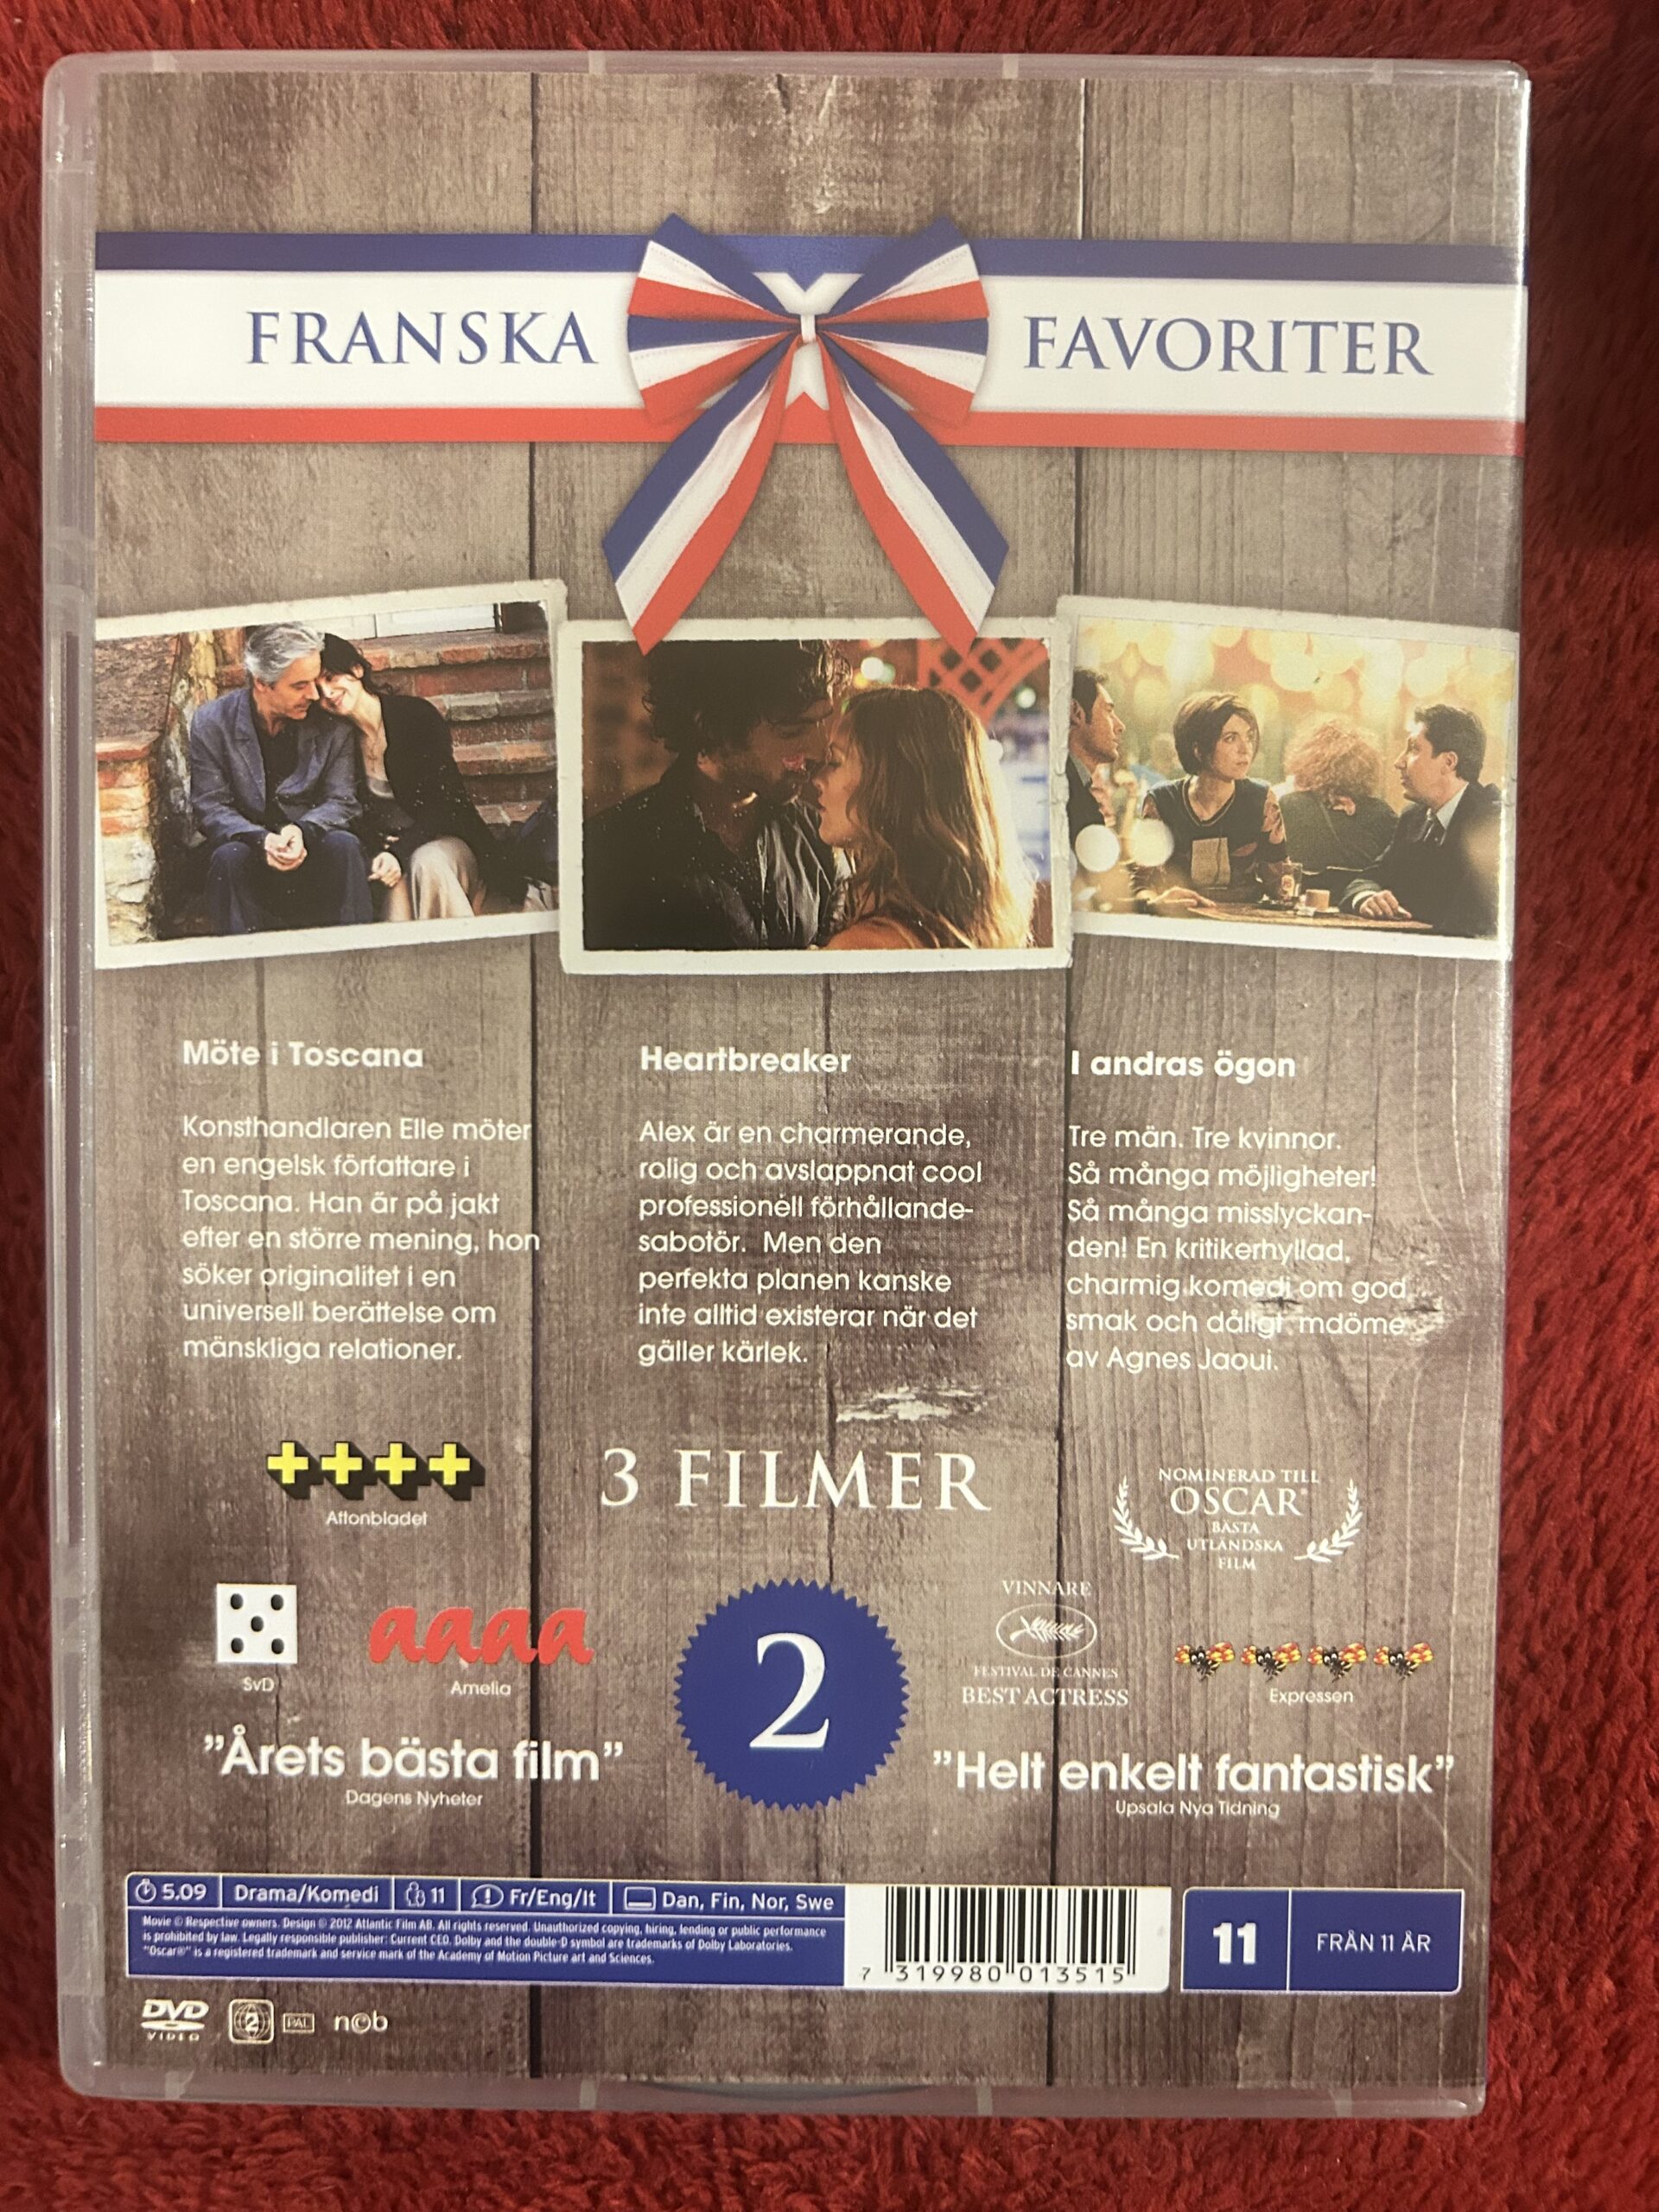 FRANSKA FAVORITER
Möte i Toscana
Konsthandlaren Elle möter
en engelsk författare i
Toscana. Han är på jakt
efter en större mening, hon
söker originalitet i en
universell berättelse om
mänskliga relationer.
Heartbreaker
Alex är en charmerande,
rolig och avslappnat cool
professionell förhållande-
sabotör. Men den
perfekta planen kanske
inte alltid existerar när det
gäller kärlek.
I andras ögon
Tre män. Tre kvinnor.
Så många möjligheter!
Så många misslyckan-
den! En kritikerhyllad,
charmig komedi om god
smak och dåligt mdöme
av Agnes Jaoui.
++++
Aftonbladet
SvD
aaaa
Amelia
"Årets bästa film"
Dagens Nyheter
3 FILMER
2
NOMINERAD TILL
OSCAR®
BÄSTA
UTLÄNDSKA
FILM
VINNARE
FESTIVAL DE CANNES
BEST ACTRESS
Expressen
"Helt enkelt fantastisk"
Upsala Nya Tidning
5.09 Drama/Komedi 11 Fr/Eng/It Dan, Fin, Nor, Swe
Movie © Respective owners. Design © 2012 Atlantic Film AB. All rights reserved. Unauthorized copying, hiring, lending or public performance
is prohibited by law. Legally responsible publisher: Current CEO. Dolby and the double-D symbol are trademarks of Dolby Laboratories.
"Oscar®" is a registered trademark and service mark of the Academy of Motion Picture art and Sciences.
7 319980 013515
11 FRÅN 11 ÅR
DVD
VIDEO
2
PAL
n©b